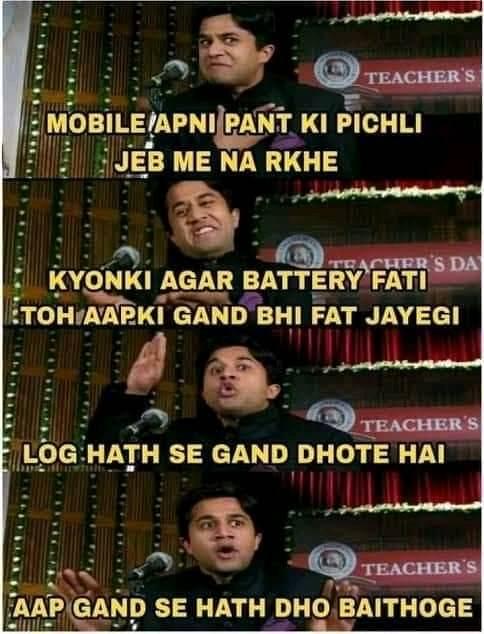 TEACHER'S
MOBILE APNI PANT KI PICHLI
JEB ME NA RKHE
TEACHER'S DA
KYONKI AGAR BATTERY FATI
TOH AAPKI GAND BHI FAT JAYEGI
TEACHER'S
LOG HATH SE GAND DHOTE HAI
TEACHER'S
AAP GAND SE HATH DHO BAITHOGE